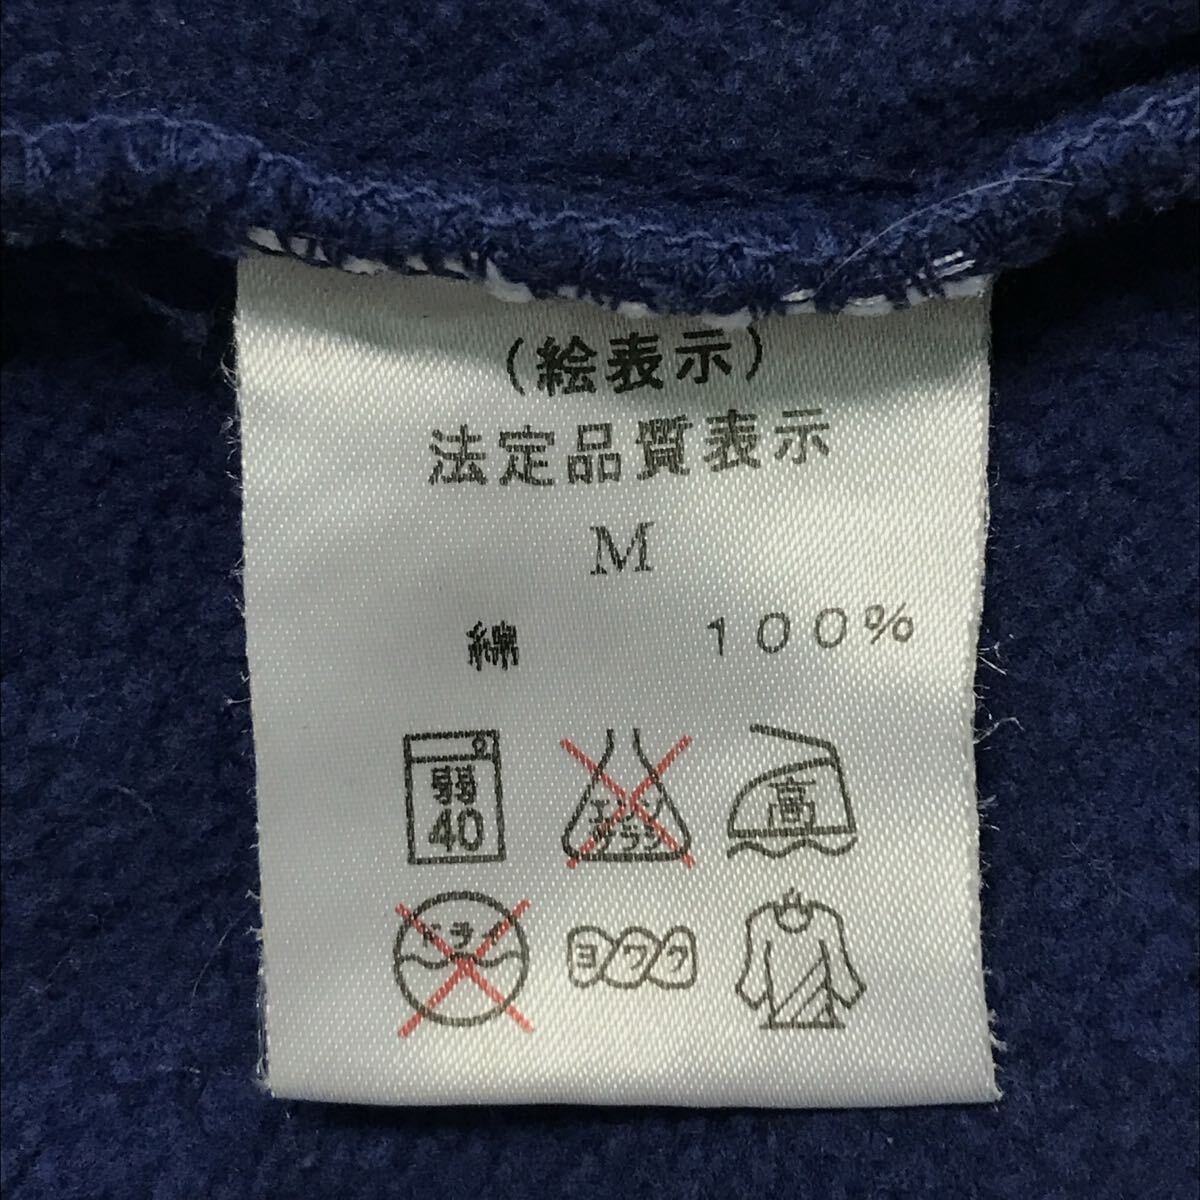 (絵表示)
法定品質表示
M
綿 100%
弱
40
エンソ
サラシ
高
ドライ
ヨワク